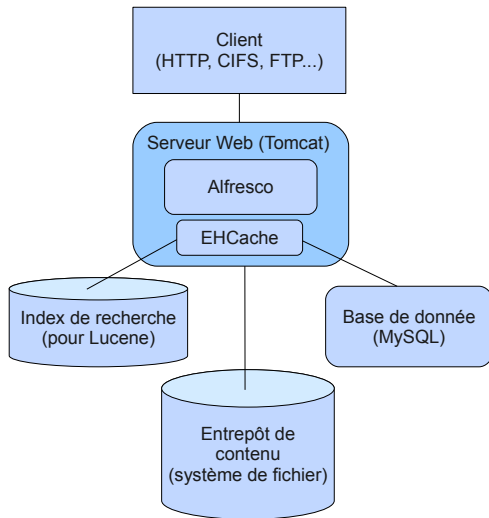 Client
(HTTP, CIFS, FTP...)
Serveur Web (Tomcat)
Alfresco
EHCache
Index de recherche
(pour Lucene)
Base de donnée
(MySQL)
Entrepôt de
contenu
(système de fichier)